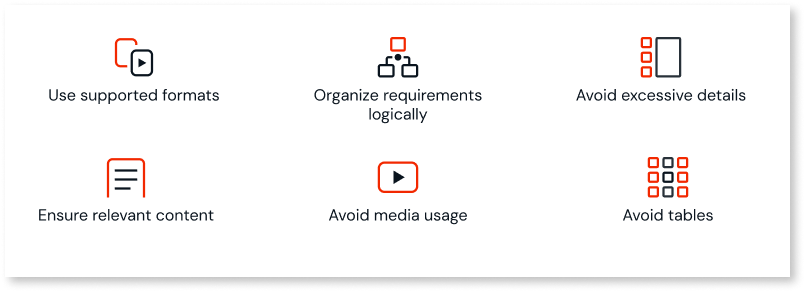 Use supported formats
Organize requirements
logically
Avoid excessive details
Ensure relevant content
Avoid media usage
Avoid tables